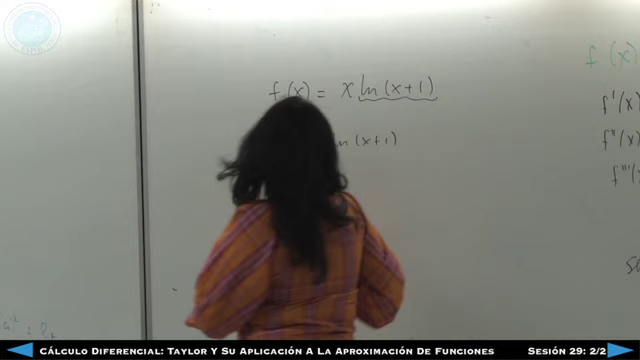 f(x) = x ln(x+1)
ln(x+1)
f(x)
f'(x)
f''(x)
f'''(
Cálculo Diferencial: Taylor Y Su Aplicación A La Aproximación De Funciones
Sesión 29: 2/2